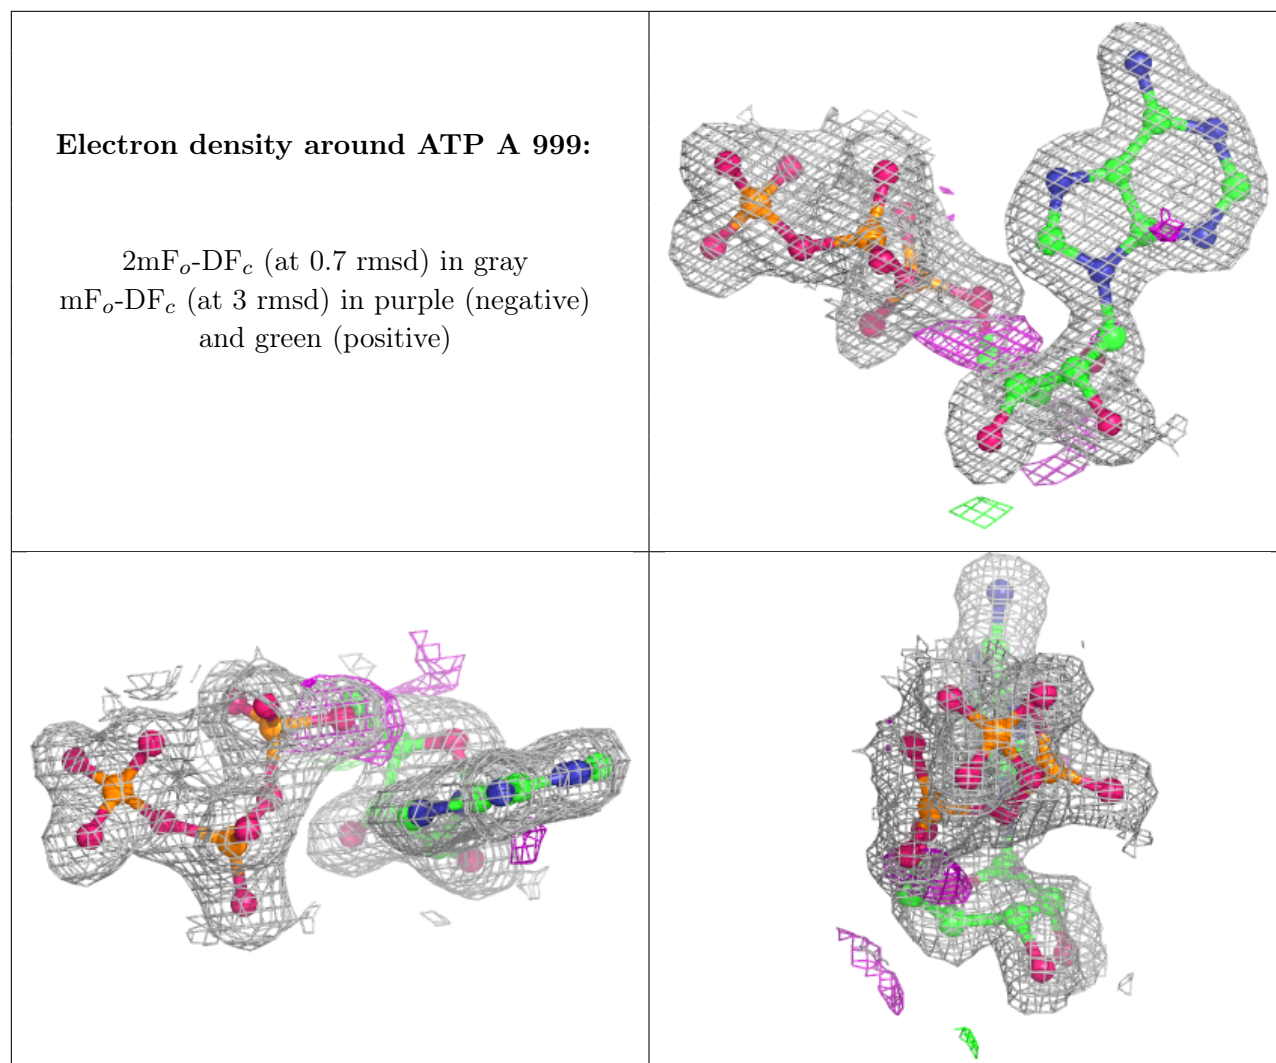 Electron density around ATP A 999:
2mFo-DFc (at 0.7 rmsd) in gray
mFo-DFc (at 3 rmsd) in purple (negative)
and green (positive)